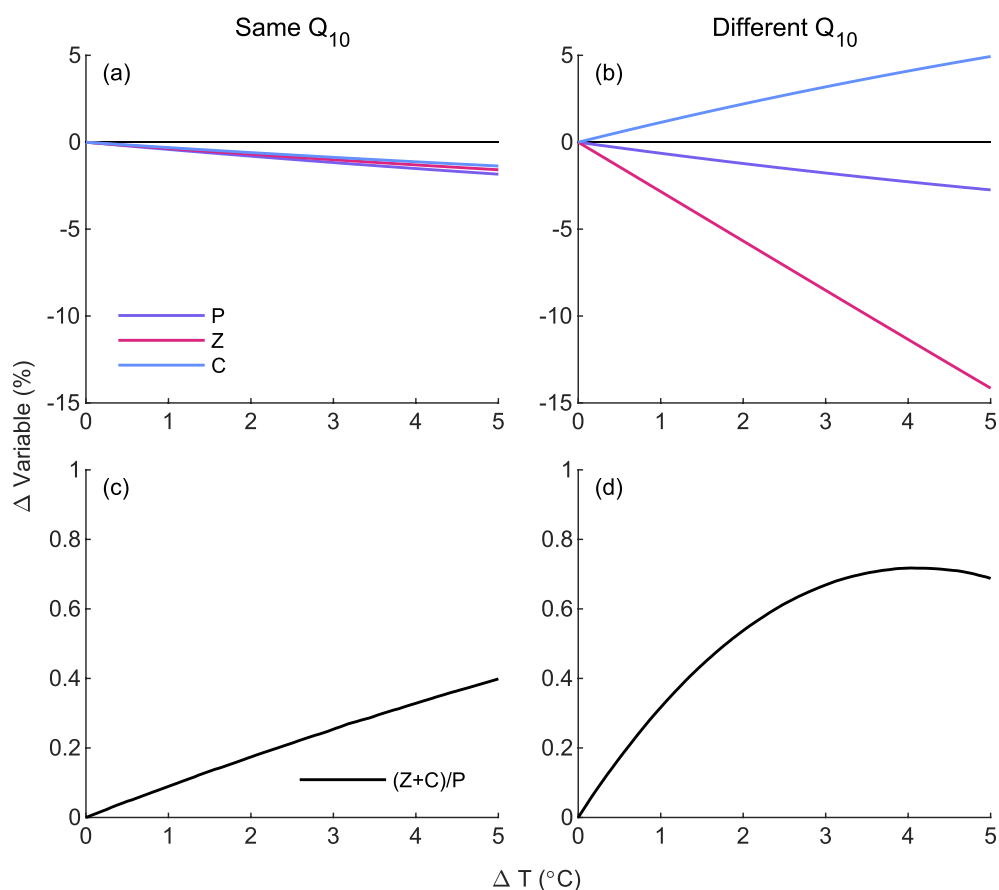 Same Q10
Different Q10
(a)
5
0
-5
-10
-15
P
Z
C
0 1 2 3 4 5
(b)
5
0
-5
-10
-15
0 1 2 3 4 5
Δ Variable (%)
(c)
1
0.8
0.6
0.4
0.2
0
(Z+C)/P
0 1 2 3 4 5
(d)
1
0.8
0.6
0.4
0.2
0
0 1 2 3 4 5
Δ T (°C)